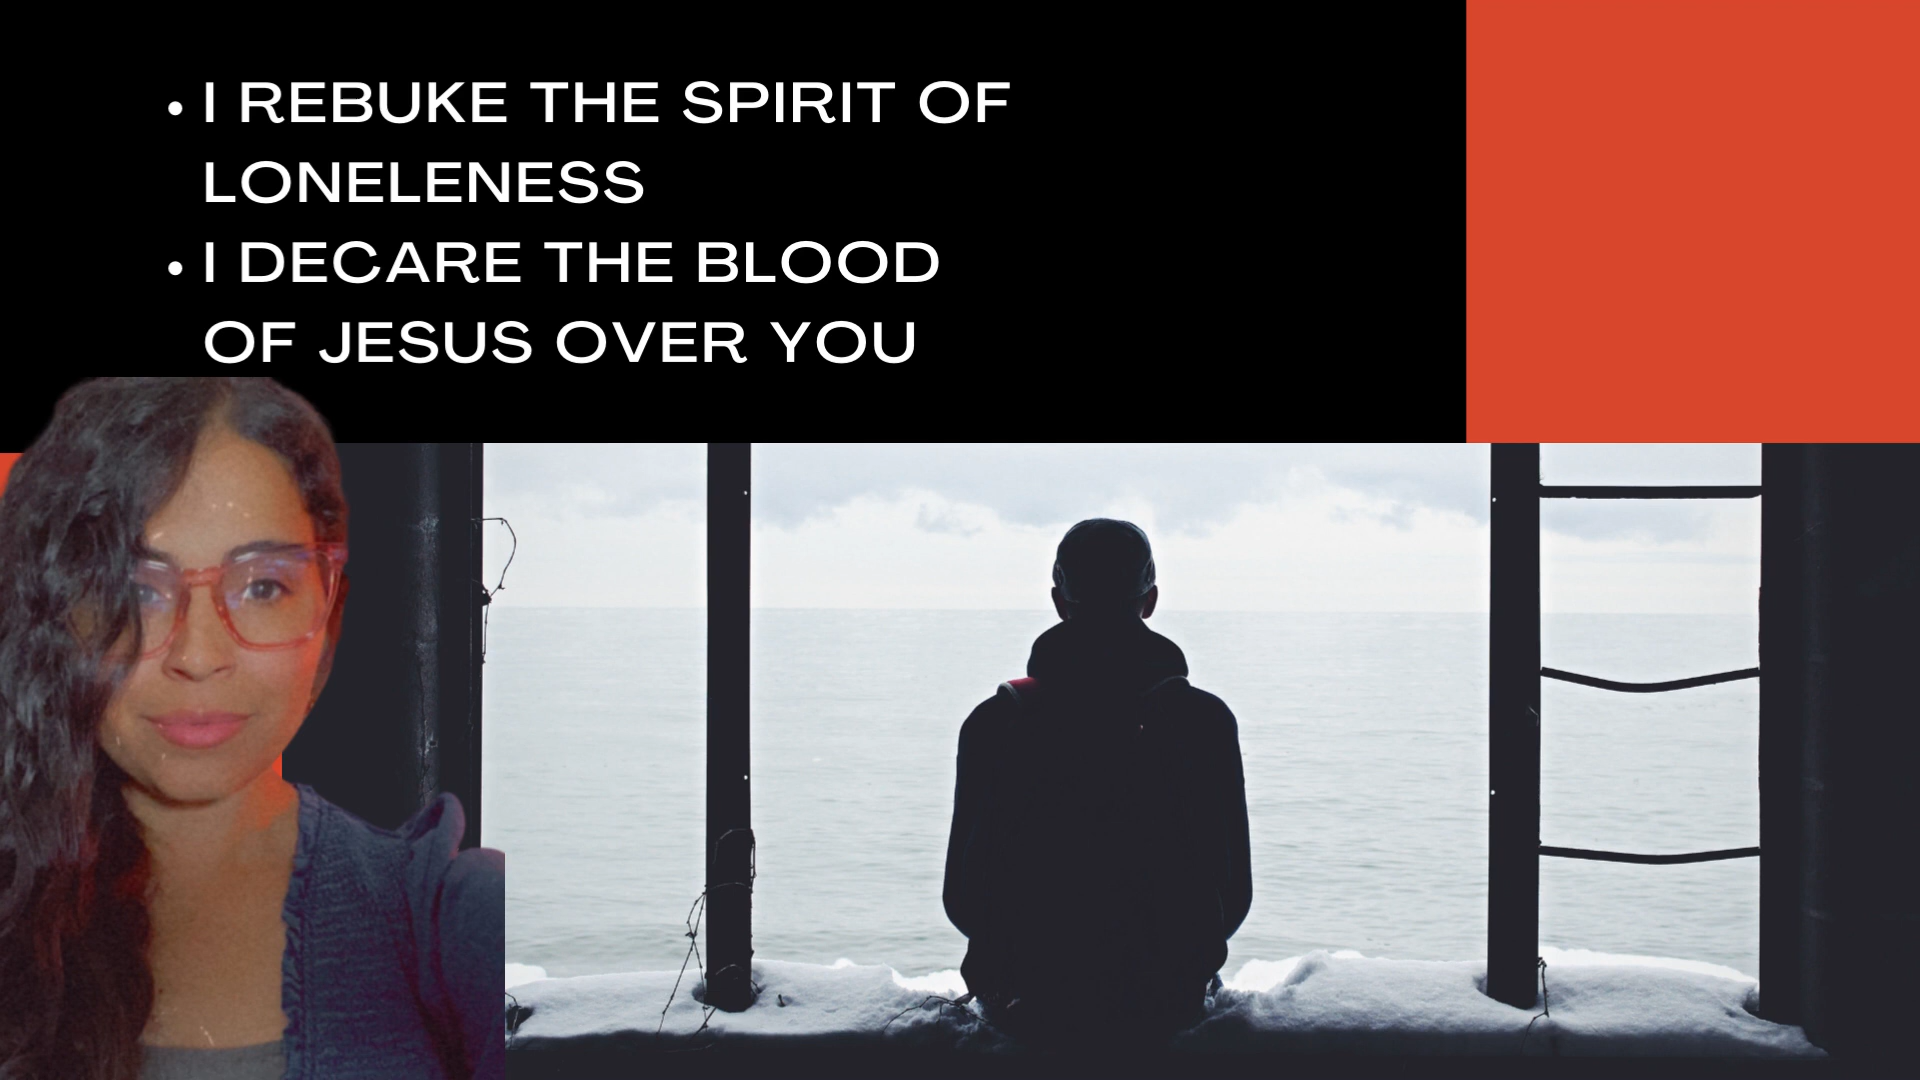 • I REBUKE THE SPIRIT OF
LONELENESS
• I DECARE THE BLOOD
OF JESUS OVER YOU